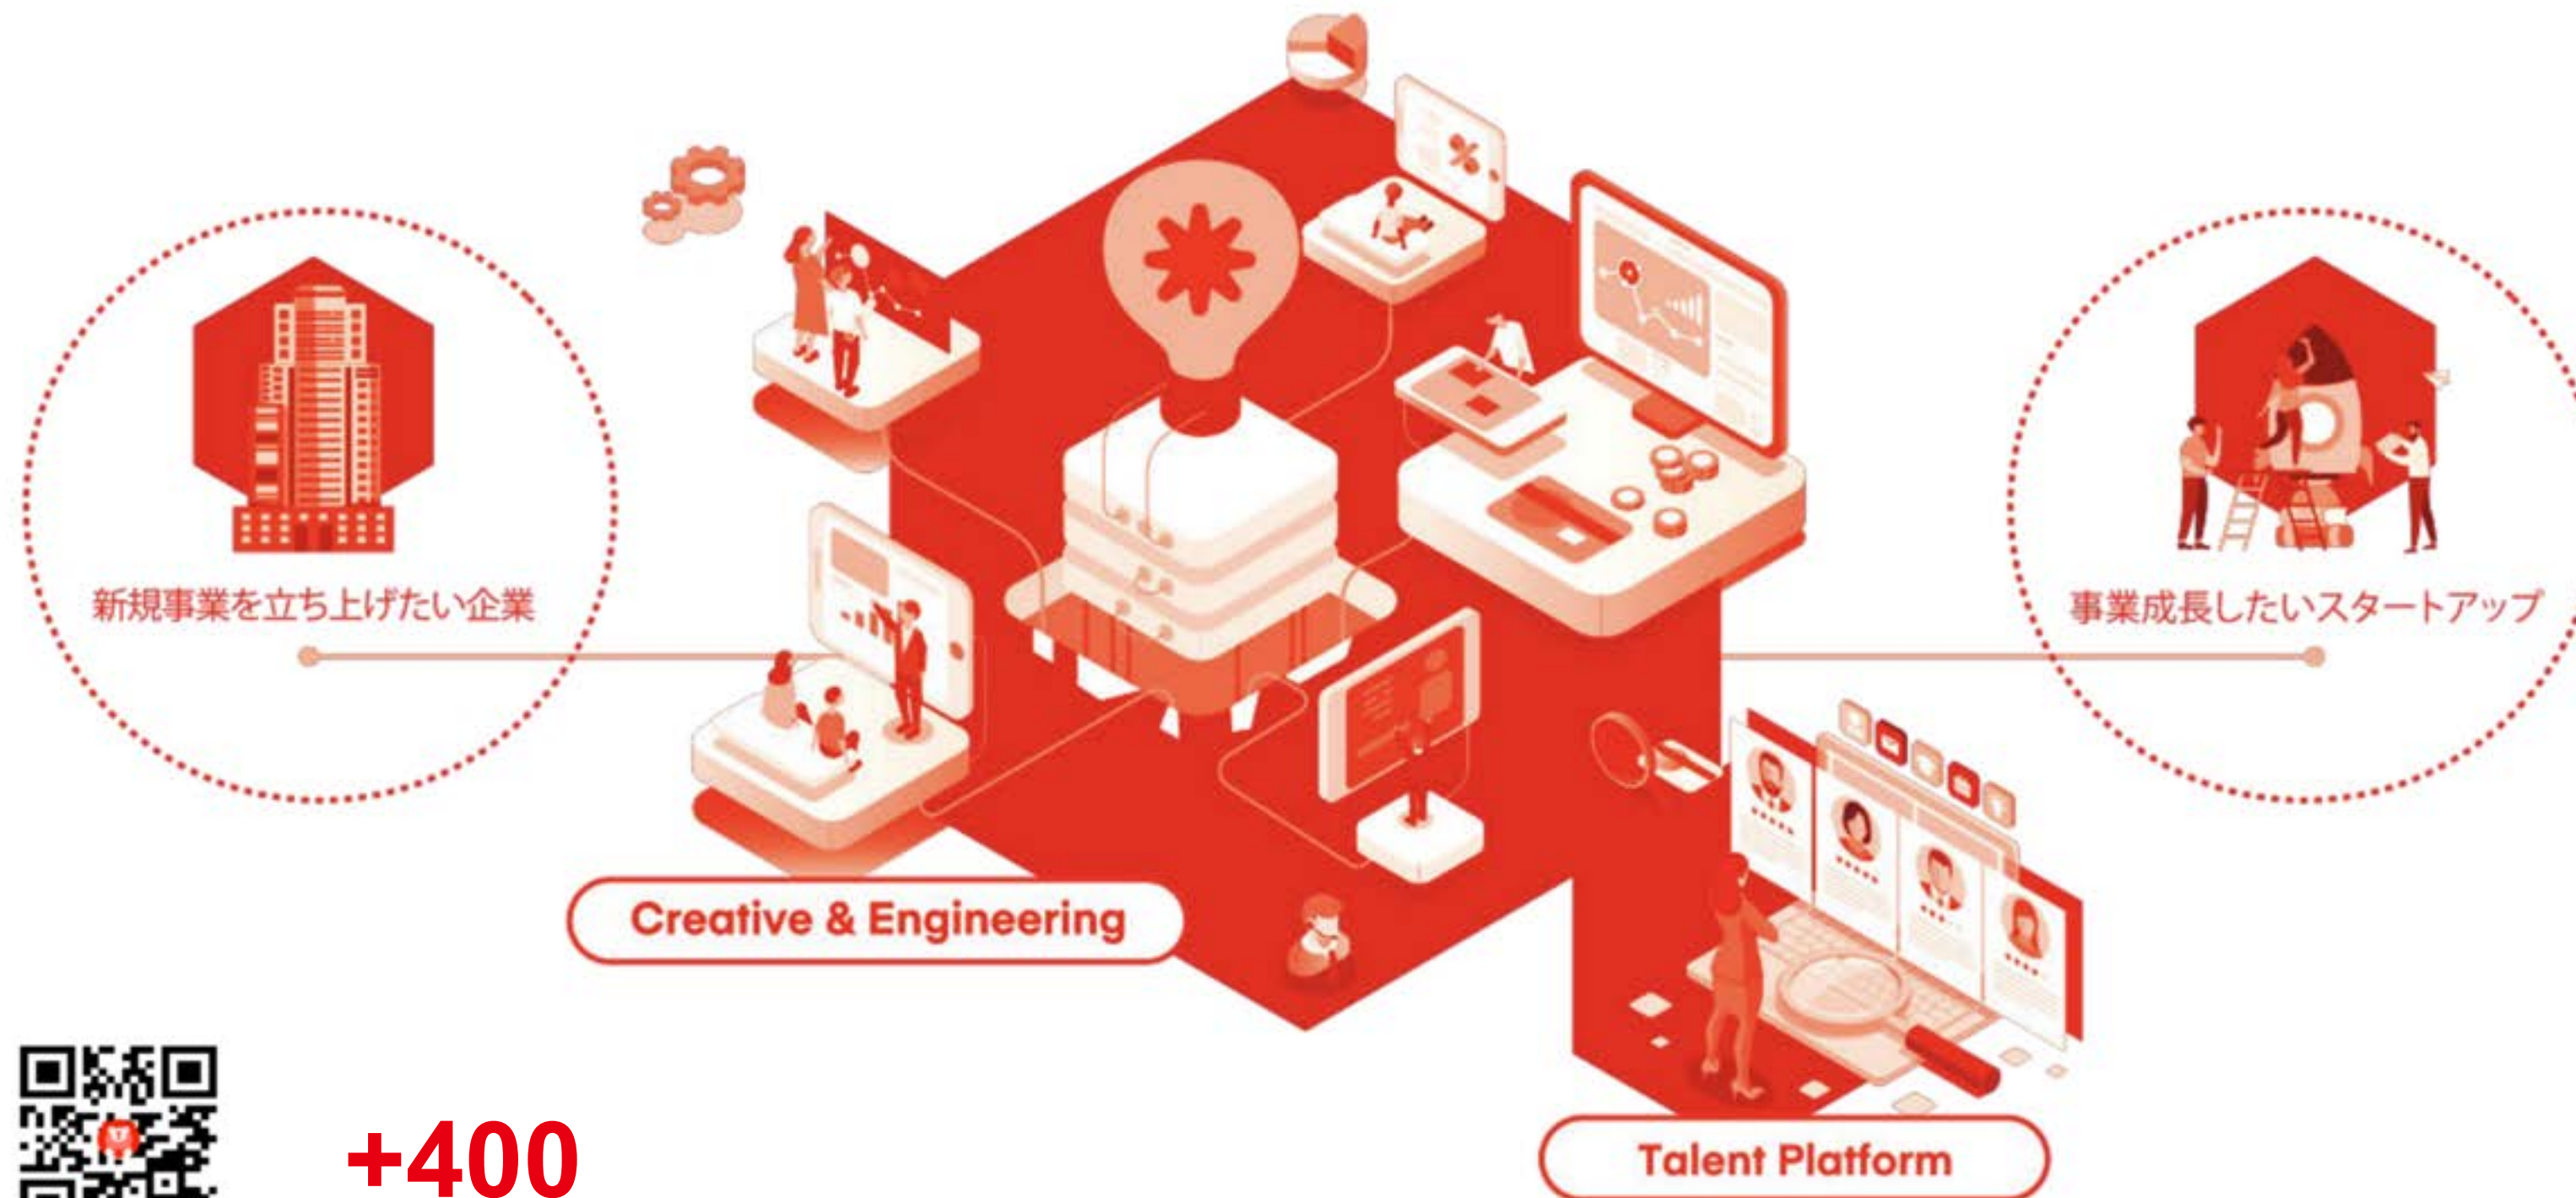 新規事業を立ち上げたい企業
事業成長したいスタートアップ
Creative & Engineering
Talent Platform
+400